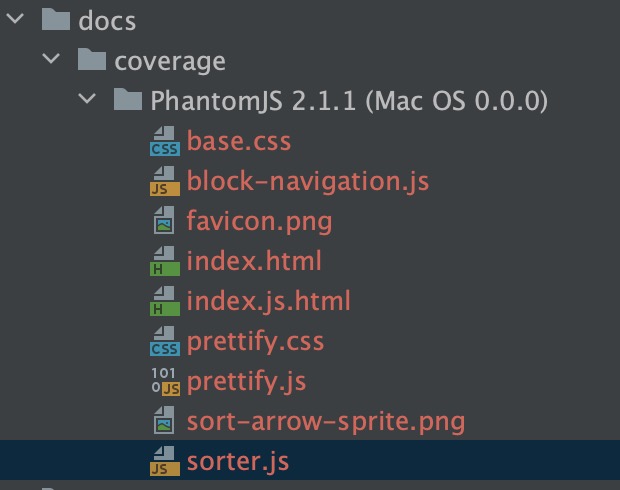 docs
coverage
PhantomJS 2.1.1 (Mac OS 0.0.0)
CSS base.css
JS block-navigation.js
favicon.png
H index.html
H index.js.html
CSS prettify.css
101 0 JS prettify.js
sort-arrow-sprite.png
JS sorter.js